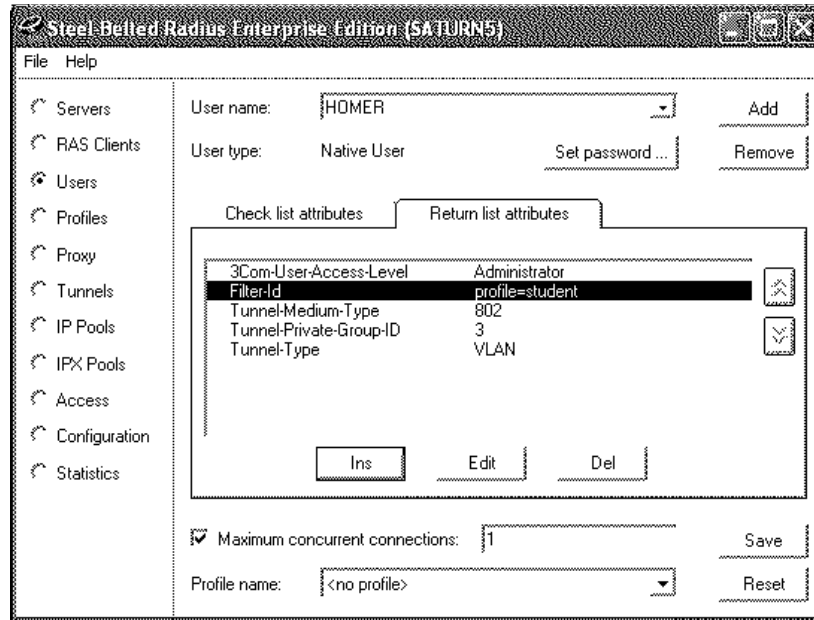 Steel-Belted Radius Enterprise Edition (SATURN5)
File Help
Servers
RAS Clients
Users
Profiles
Proxy
Tunnels
IP Pools
IPX Pools
Access
Configuration
Statistics
User name: HOMER Add
User type: Native User Set password ... Remove
Check list attributes Return list attributes
3Com-User-Access-Level Administrator
Filter-Id profile=student
Tunnel-Medium-Type 802
Tunnel-Private-Group-ID 3
Tunnel-Type VLAN
Ins Edit Del
Maximum concurrent connections: 1 Save
Profile name: <no profile> Reset